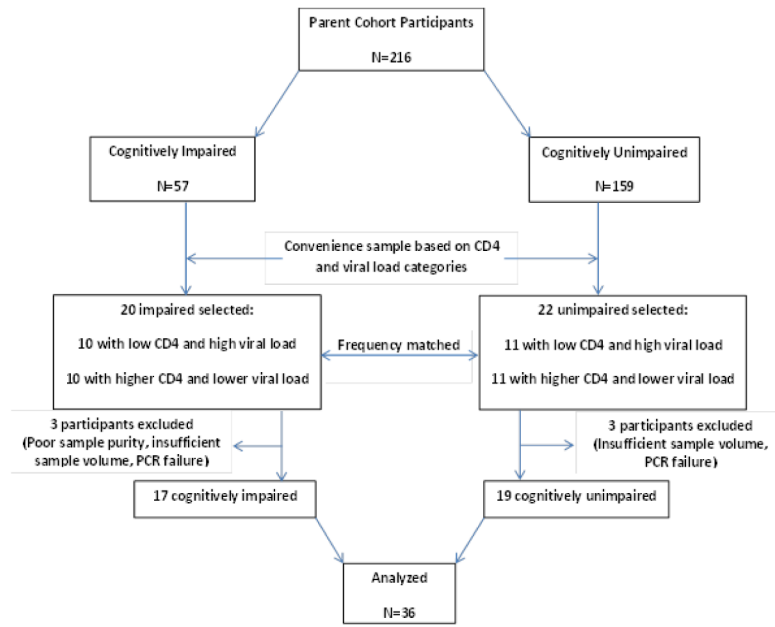 Parent Cohort Participants
N=216
Cognitively Impaired
N=57
Cognitively Unimpaired
N=159
Convenience sample based on CD4
and viral load categories
20 impaired selected:
10 with low CD4 and high viral load
10 with higher CD4 and lower viral load
Frequency matched
22 unimpaired selected:
11 with low CD4 and high viral load
11 with higher CD4 and lower viral load
3 participants excluded
(Poor sample purity, insufficient
sample volume, PCR failure)
3 participants excluded
(Insufficient sample volume,
PCR failure)
17 cognitively impaired
19 cognitively unimpaired
Analyzed
N=36